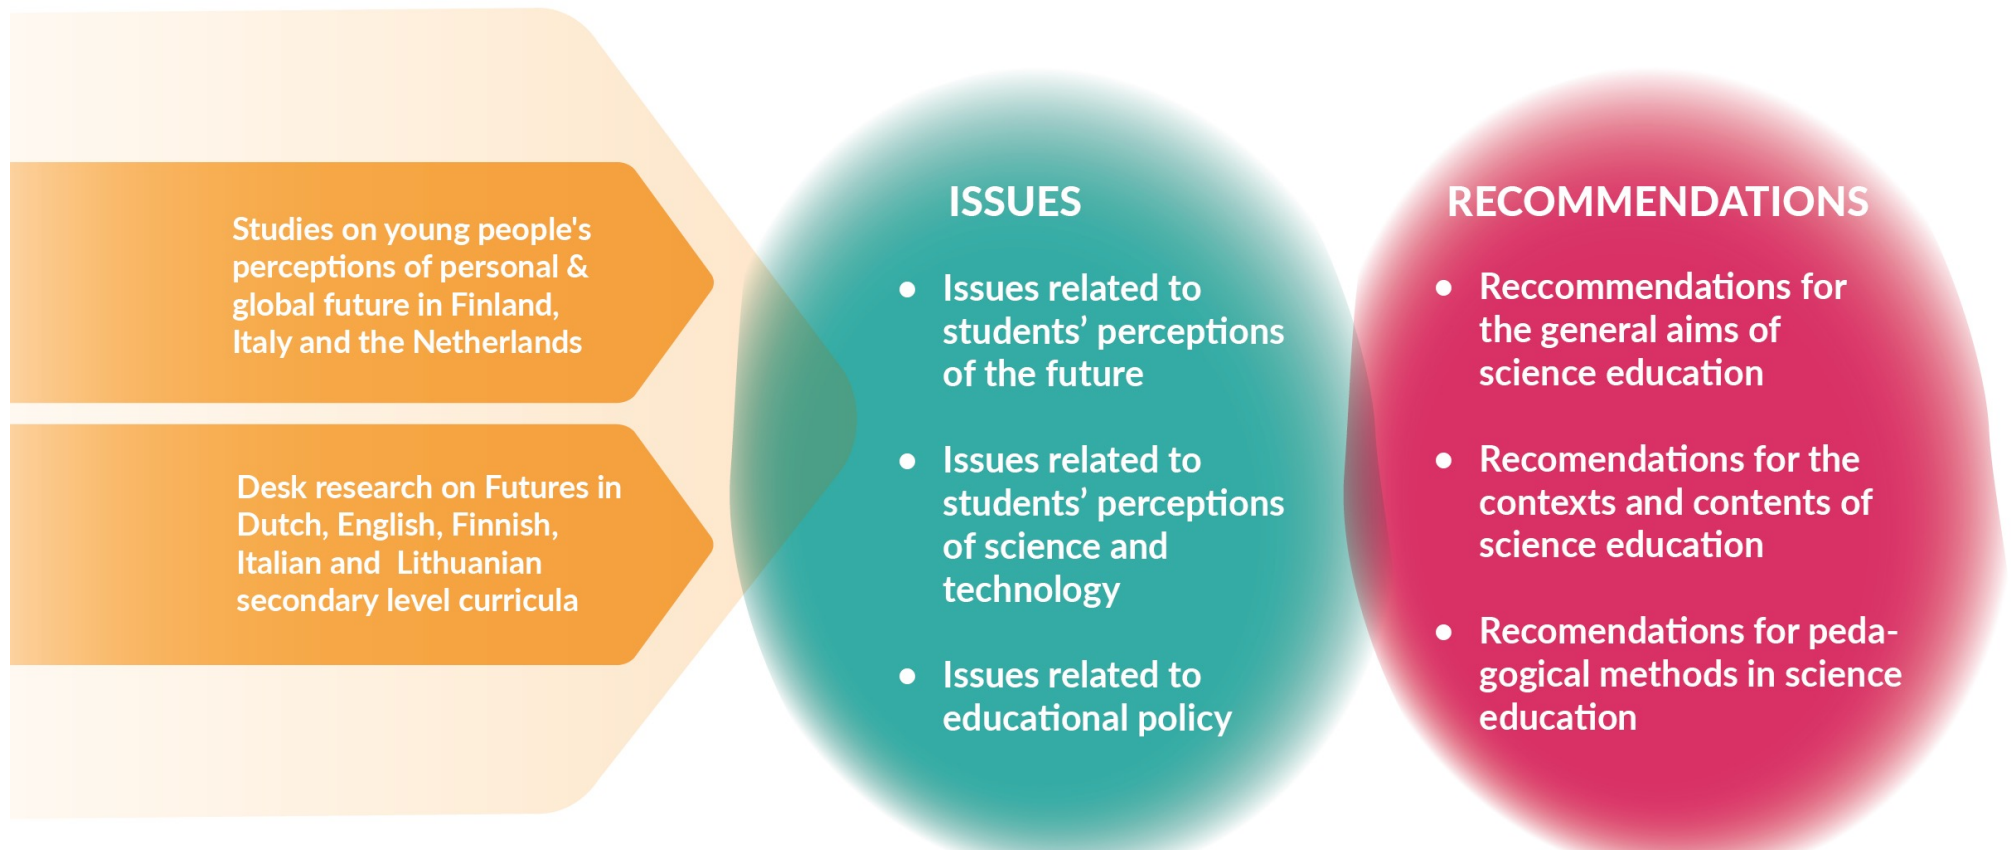 Studies on young people's
perceptions of personal &
global future in Finland,
Italy and the Netherlands
Desk research on Futures in
Dutch, English, Finnish,
Italian and  Lithuanian
secondary level curricula
ISSUES
● Issues related to
students’ perceptions
of the future
● Issues related to
students’ perceptions
of science and
technology
● Issues related to
educational policy
RECOMMENDATIONS
● Reccommendations for
the general aims of
science education
● Recomendations for the
contexts and contents of
science education
● Recomendations for peda-
gogical methods in science
education